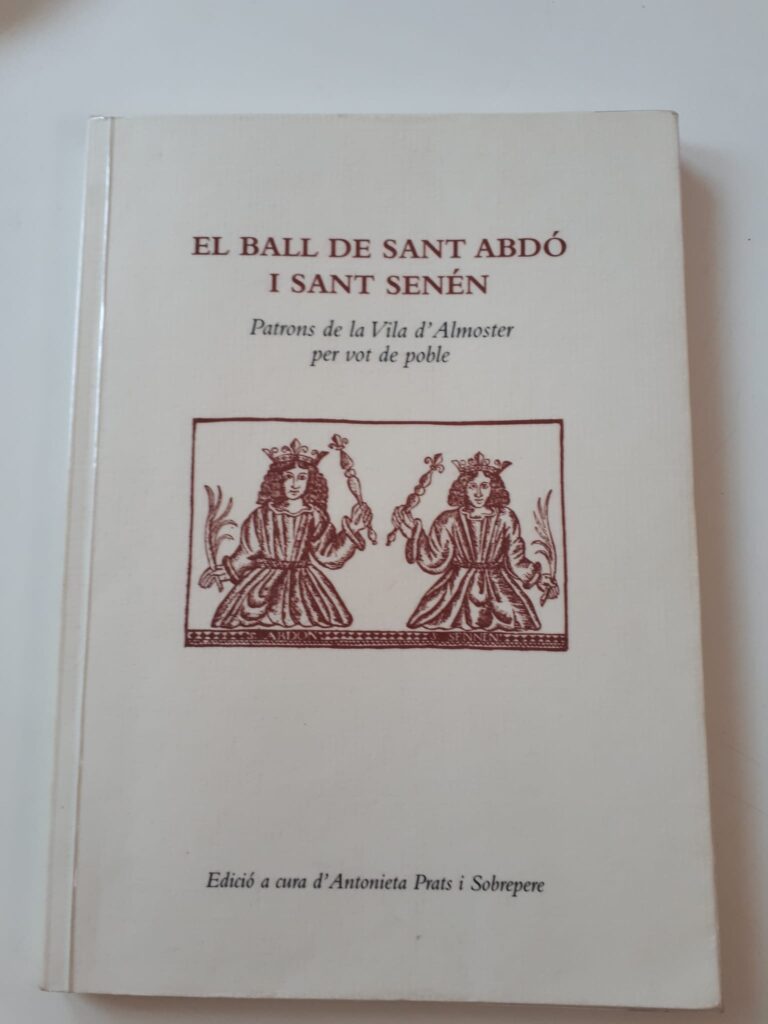 EL BALL DE SANT ABDÓ
I SANT SENÉN
Patrons de la Vila d'Almoster
per vot de poble
ABDON
SENNEN
Edició a cura d'Antonieta Prats i Sobrepere